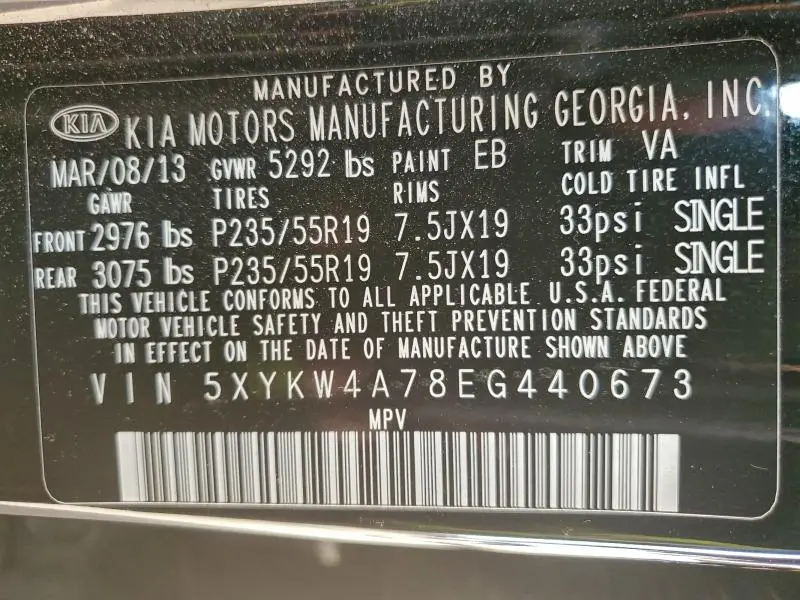 MANUFACTURED BY
KIA KIA MOTORS MANUFACTURING GEORGIA, INC
MAR/08/13 GVWR 5292 lbs PAINT EB TRIM VA
GAWR TIRES RIMS COLD TIRE INFL
FRONT 2976 lbs P235/55R19 7.5JX19 33psi SINGLE
REAR 3075 lbs P235/55R19 7.5JX19 33psi SINGLE
THIS VEHICLE CONFORMS TO ALL APPLICABLE U.S.A. FEDERAL
MOTOR VEHICLE SAFETY AND THEFT PREVENTION STANDARDS
IN EFFECT ON THE DATE OF MANUFACTURE SHOWN ABOVE
VIN 5XYKW4A78EG440673
MPV